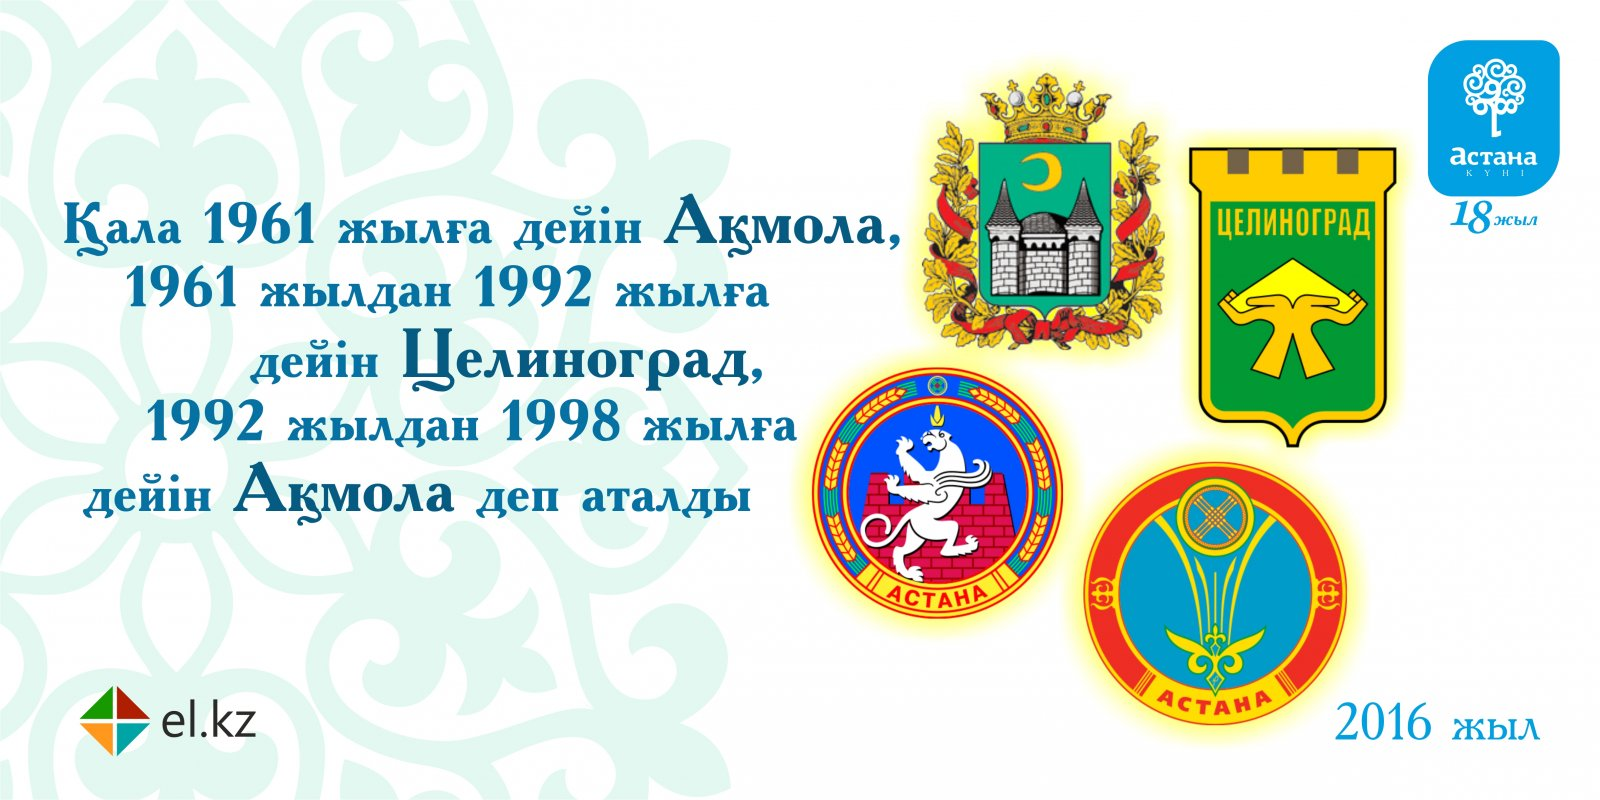 Қала 1961 жылға дейін Ақмола,
1961 жылдан 1992 жылға
дейін Целиноград,
1992 жылдан 1998 жылға
дейін Ақмола деп аталды
ЦЕЛИНОГРАД
АСТАНА
АСТАНА
астана
КҮНІ
18 жыл
el.kz
2016 жыл